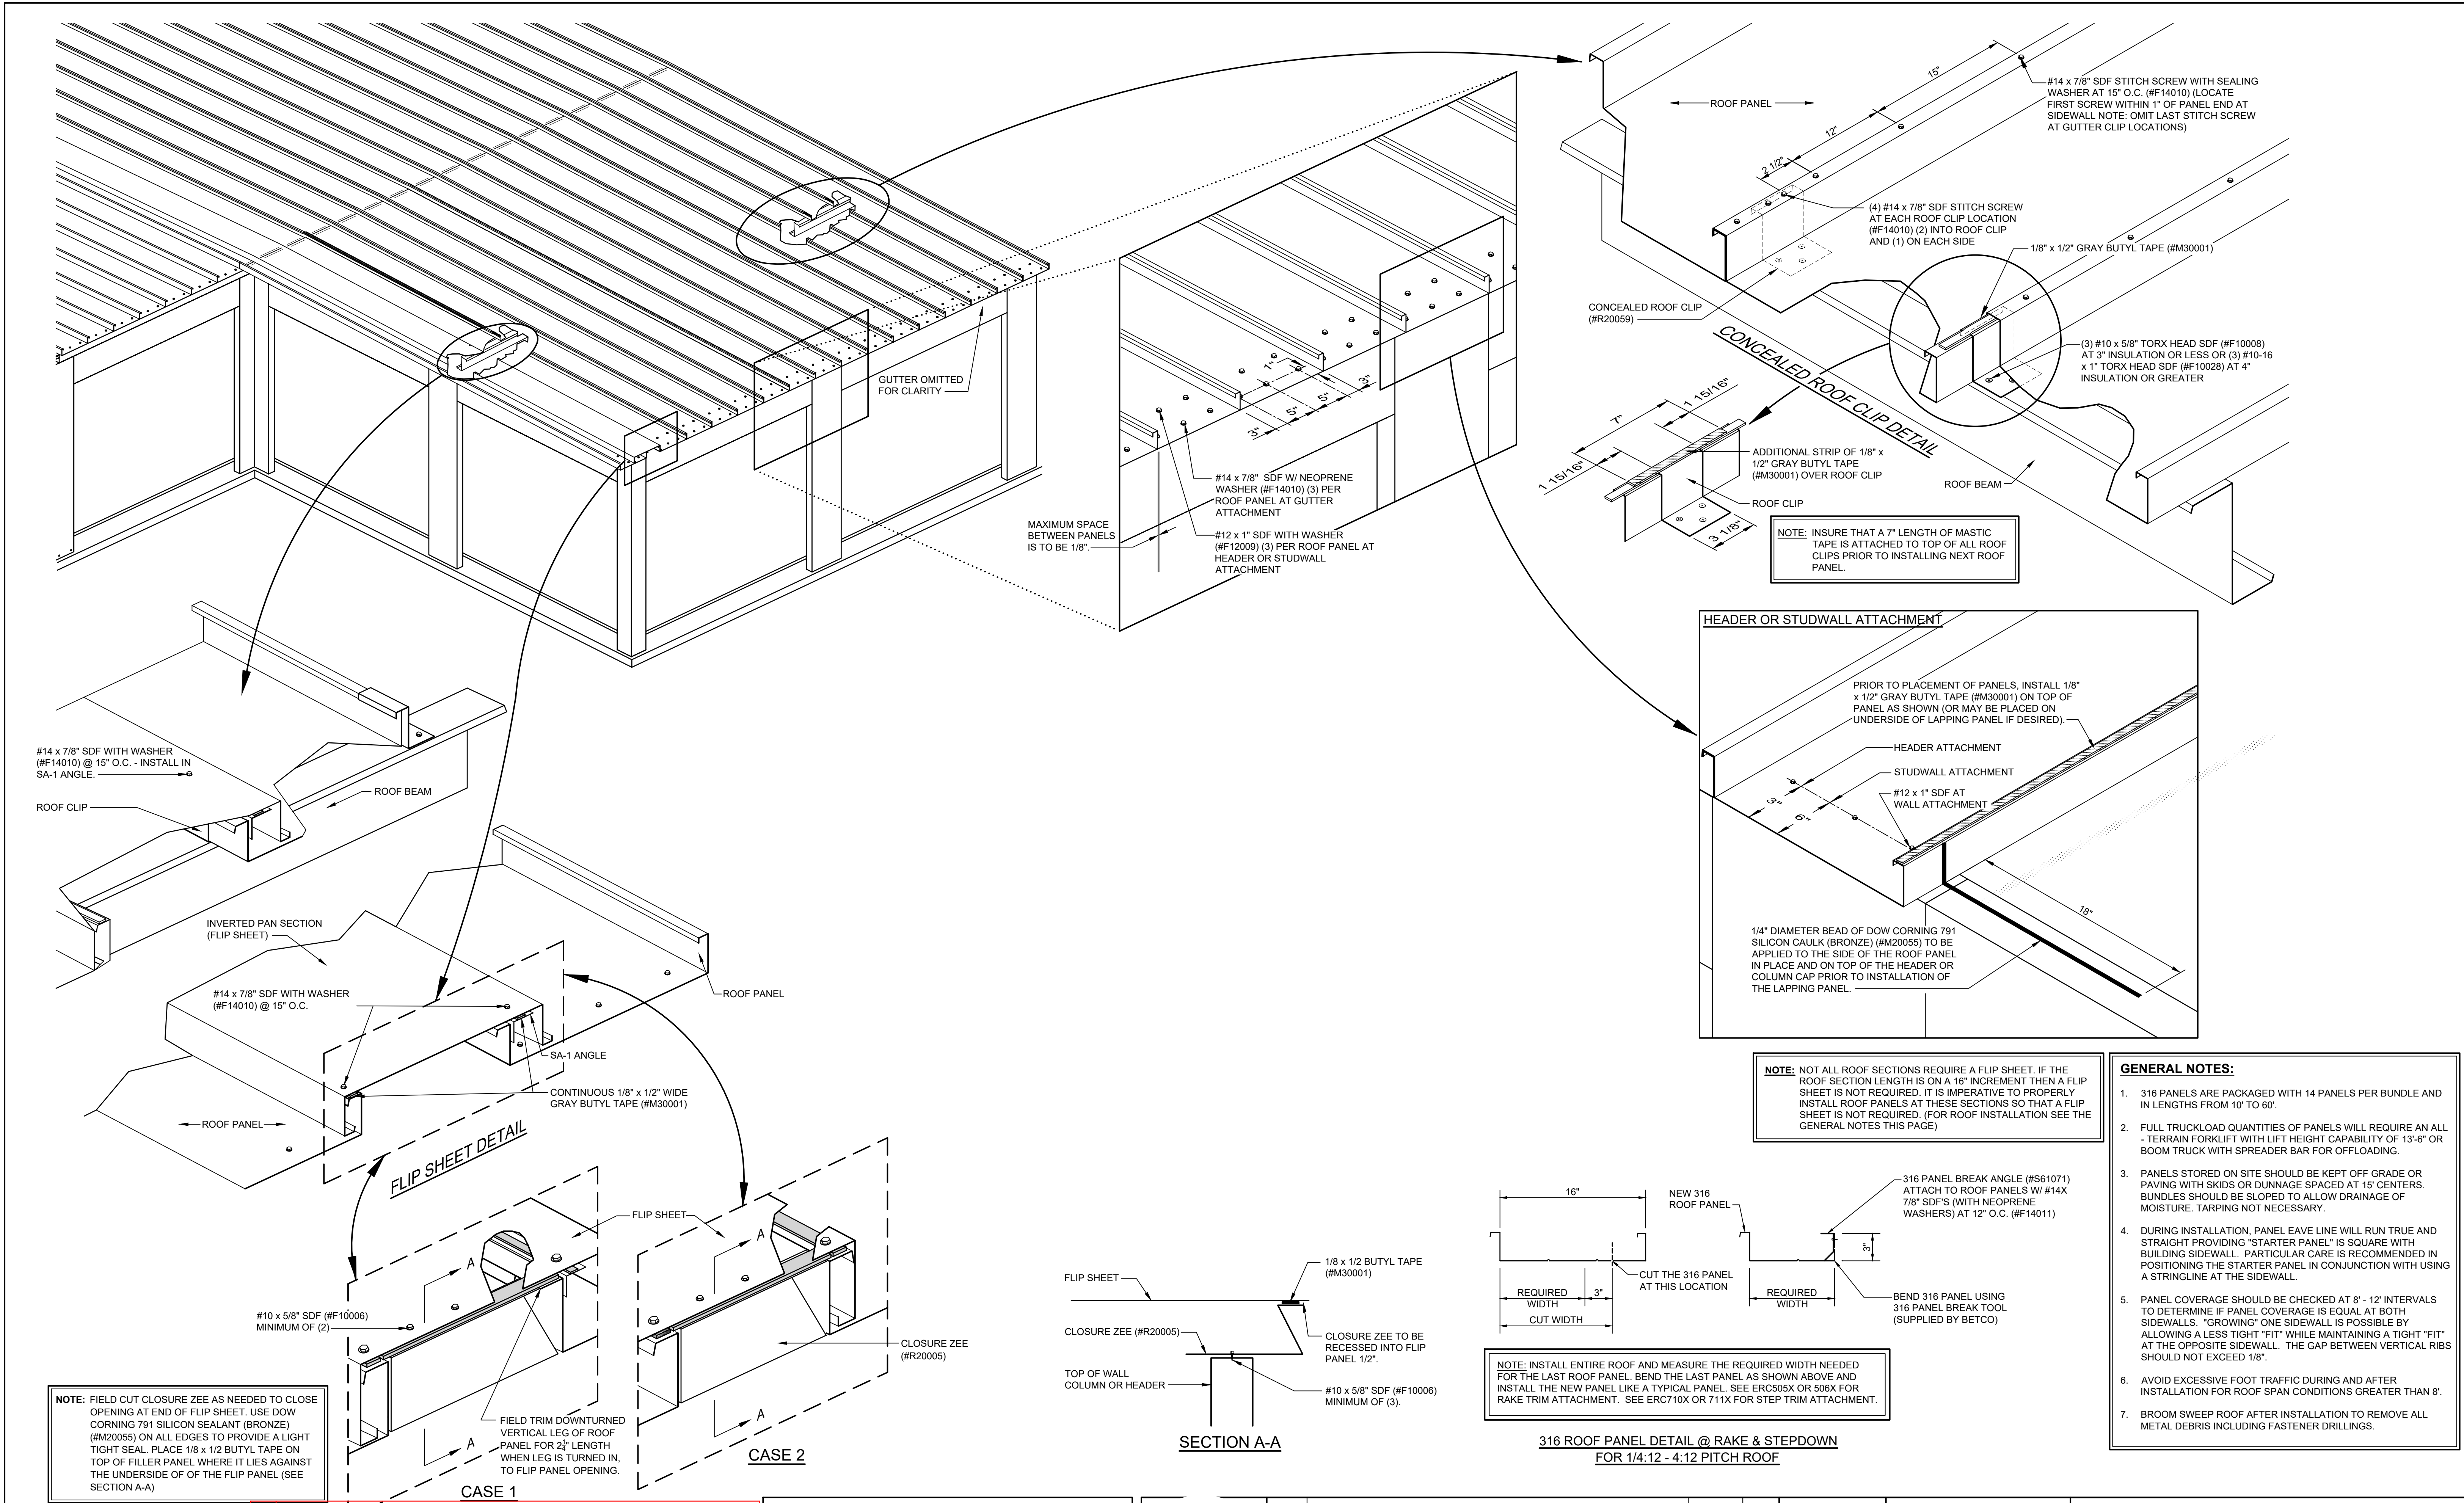 ROOF PANEL
15"
12"
2 1/2"
#14 x 7/8" SDF STITCH SCREW WITH SEALING
WASHER AT 15" O.C. (#F14010) (LOCATE
FIRST SCREW WITHIN 1" OF PANEL END AT
SIDEWALL NOTE: OMIT LAST STITCH SCREW
AT GUTTER CLIP LOCATIONS)
(4) #14 x 7/8" SDF STITCH SCREW
AT EACH ROOF CLIP LOCATION
(#F14010) (2) INTO ROOF CLIP
AND (1) ON EACH SIDE
1/8" x 1/2" GRAY BUTYL TAPE (#M30001)
CONCEALED ROOF CLIP
(#R20059)
CONCEALED ROOF CLIP DETAIL
(3) #10 x 5/8" TORX HEAD SDF (#F10008)
AT 3" INSULATION OR LESS OR (3) #10-16
x 1" TORX HEAD SDF (#F10028) AT 4"
INSULATION OR GREATER
GUTTER OMITTED
FOR CLARITY
1"
3"
5"
5"
3"
7"
1 15/16"
1 15/16"
3 1/8"
ADDITIONAL STRIP OF 1/8" x
1/2" GRAY BUTYL TAPE
(#M30001) OVER ROOF CLIP
ROOF CLIP
ROOF BEAM
#14 x 7/8"  SDF W/ NEOPRENE
WASHER (#F14010) (3) PER
ROOF PANEL AT GUTTER
ATTACHMENT
MAXIMUM SPACE
BETWEEN PANELS
IS TO BE 1/8".
#12 x 1" SDF WITH WASHER
(#F12009) (3) PER ROOF PANEL AT
HEADER OR STUDWALL
ATTACHMENT
NOTE: INSURE THAT A 7" LENGTH OF MASTIC
TAPE IS ATTACHED TO TOP OF ALL ROOF
CLIPS PRIOR TO INSTALLING NEXT ROOF
PANEL.
HEADER OR STUDWALL ATTACHMENT
PRIOR TO PLACEMENT OF PANELS, INSTALL 1/8"
x 1/2" GRAY BUTYL TAPE (#M30001) ON TOP OF
PANEL AS SHOWN (OR MAY BE PLACED ON
UNDERSIDE OF LAPPING PANEL IF DESIRED).
HEADER ATTACHMENT
STUDWALL ATTACHMENT
#12 x 1" SDF AT
WALL ATTACHMENT
3"
6"
18"
1/4" DIAMETER BEAD OF DOW CORNING 791
SILICON CAULK (BRONZE) (#M20055) TO BE
APPLIED TO THE SIDE OF THE ROOF PANEL
IN PLACE AND ON TOP OF THE HEADER OR
COLUMN CAP PRIOR TO INSTALLATION OF
THE LAPPING PANEL.
#14 x 7/8" SDF WITH WASHER
(#F14010) @ 15" O.C. - INSTALL IN
SA-1 ANGLE.
ROOF CLIP
ROOF BEAM
INVERTED PAN SECTION
(FLIP SHEET)
#14 x 7/8" SDF WITH WASHER
(#F14010) @ 15" O.C.
ROOF PANEL
SA-1 ANGLE
CONTINUOUS 1/8" x 1/2" WIDE
GRAY BUTYL TAPE (#M30001)
ROOF PANEL
FLIP SHEET DETAIL
FLIP SHEET
A
A
#10 x 5/8" SDF (#F10006)
MINIMUM OF (2)
CLOSURE ZEE
(#R20005)
FIELD TRIM DOWNTURNED
VERTICAL LEG OF ROOF
PANEL FOR 2½" LENGTH
WHEN LEG IS TURNED IN,
TO FLIP PANEL OPENING.
A
A
CASE 1
CASE 2
NOTE: FIELD CUT CLOSURE ZEE AS NEEDED TO CLOSE
OPENING AT END OF FLIP SHEET. USE DOW
CORNING 791 SILICON SEALANT (BRONZE)
(#M20055) ON ALL EDGES TO PROVIDE A LIGHT
TIGHT SEAL. PLACE 1/8 x 1/2 BUTYL TAPE ON
TOP OF FILLER PANEL WHERE IT LIES AGAINST
THE UNDERSIDE OF OF THE FLIP PANEL (SEE
SECTION A-A)
FLIP SHEET
1/8 x 1/2 BUTYL TAPE
(#M30001)
CLOSURE ZEE (#R20005)
CLOSURE ZEE TO BE
RECESSED INTO FLIP
PANEL 1/2".
TOP OF WALL
COLUMN OR HEADER
#10 x 5/8" SDF (#F10006)
MINIMUM OF (3).
SECTION A-A
NOTE: NOT ALL ROOF SECTIONS REQUIRE A FLIP SHEET. IF THE
ROOF SECTION LENGTH IS ON A 16" INCREMENT THEN A FLIP
SHEET IS NOT REQUIRED. IT IS IMPERATIVE TO PROPERLY
INSTALL ROOF PANELS AT THESE SECTIONS SO THAT A FLIP
SHEET IS NOT REQUIRED. (FOR ROOF INSTALLATION SEE THE
GENERAL NOTES THIS PAGE)
16"
NEW 316
ROOF PANEL
316 PANEL BREAK ANGLE (#S61071)
ATTACH TO ROOF PANELS W/ #14X
7/8" SDF'S (WITH NEOPRENE
WASHERS) AT 12" O.C. (#F14011)
3"
CUT THE 316 PANEL
AT THIS LOCATION
REQUIRED
WIDTH
3"
CUT WIDTH
REQUIRED
WIDTH
BEND 316 PANEL USING
316 PANEL BREAK TOOL
(SUPPLIED BY BETCO)
NOTE: INSTALL ENTIRE ROOF AND MEASURE THE REQUIRED WIDTH NEEDED
FOR THE LAST ROOF PANEL. BEND THE LAST PANEL AS SHOWN ABOVE AND
INSTALL THE NEW PANEL LIKE A TYPICAL PANEL. SEE ERC505X OR 506X FOR
RAKE TRIM ATTACHMENT.  SEE ERC710X OR 711X FOR STEP TRIM ATTACHMENT.
316 ROOF PANEL DETAIL @ RAKE & STEPDOWN
FOR 1/4:12 - 4:12 PITCH ROOF
GENERAL NOTES:
1. 316 PANELS ARE PACKAGED WITH 14 PANELS PER BUNDLE AND
IN LENGTHS FROM 10' TO 60'.
2. FULL TRUCKLOAD QUANTITIES OF PANELS WILL REQUIRE AN ALL
- TERRAIN FORKLIFT WITH LIFT HEIGHT CAPABILITY OF 13'-6" OR
BOOM TRUCK WITH SPREADER BAR FOR OFFLOADING.
3. PANELS STORED ON SITE SHOULD BE KEPT OFF GRADE OR
PAVING WITH SKIDS OR DUNNAGE SPACED AT 15' CENTERS.
BUNDLES SHOULD BE SLOPED TO ALLOW DRAINAGE OF
MOISTURE. TARPING NOT NECESSARY.
4. DURING INSTALLATION, PANEL EAVE LINE WILL RUN TRUE AND
STRAIGHT PROVIDING "STARTER PANEL" IS SQUARE WITH
BUILDING SIDEWALL.  PARTICULAR CARE IS RECOMMENDED IN
POSITIONING THE STARTER PANEL IN CONJUNCTION WITH USING
A STRINGLINE AT THE SIDEWALL.
5. PANEL COVERAGE SHOULD BE CHECKED AT 8' - 12' INTERVALS
TO DETERMINE IF PANEL COVERAGE IS EQUAL AT BOTH
SIDEWALLS.  "GROWING" ONE SIDEWALL IS POSSIBLE BY
ALLOWING A LESS TIGHT "FIT" WHILE MAINTAINING A TIGHT "FIT"
AT THE OPPOSITE SIDEWALL.  THE GAP BETWEEN VERTICAL RIBS
SHOULD NOT EXCEED 1/8".
6. AVOID EXCESSIVE FOOT TRAFFIC DURING AND AFTER
INSTALLATION FOR ROOF SPAN CONDITIONS GREATER THAN 8'.
7. BROOM SWEEP ROOF AFTER INSTALLATION TO REMOVE ALL
METAL DEBRIS INCLUDING FASTENER DRILLINGS.